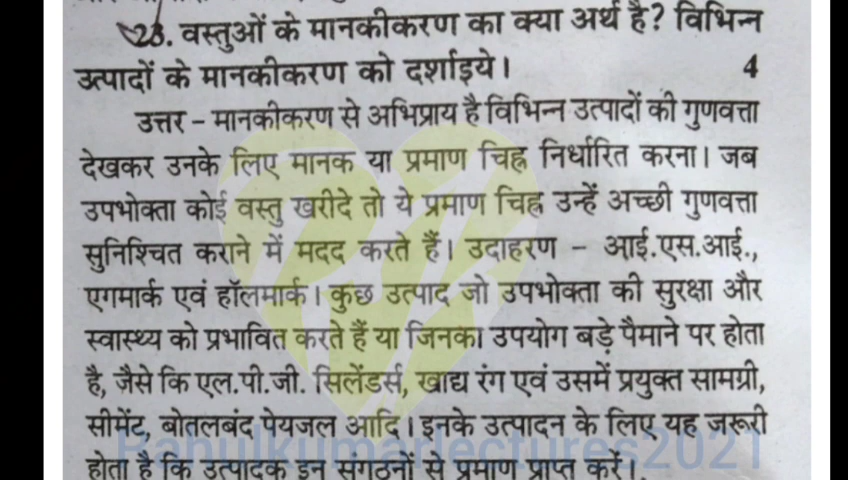 23. वस्तुओं के मानकीकरण का क्या अर्थ है? विभिन्न
उत्पादों के मानकीकरण को दर्शाइये। 4
उत्तर – मानकीकरण से अभिप्राय है विभिन्न उत्पादों की गुणवत्ता
देखकर उनके लिए मानक या प्रमाण चिह्न निर्धारित करना। जब
उपभोक्ता कोई वस्तु खरीदे तो ये प्रमाण चिह्न उन्हें अच्छी गुणवत्ता
सुनिश्चित कराने में मदद करते हैं। उदाहरण – आई.एस.आई.,
एगमार्क एवं हॉलमार्क। कुछ उत्पाद जो उपभोक्ता की सुरक्षा और
स्वास्थ्य को प्रभावित करते हैं या जिनका उपयोग बड़े पैमाने पर होता
है, जैसे कि एल.पी.जी. सिलेंडर्स, खाद्य रंग एवं उसमें प्रयुक्त सामग्री,
सीमेंट, बोतलबंद पेयजल आदि। इनके उत्पादन के लिए यह जरूरी
Rahulkumarlectures2021
होता है कि उत्पादक इन संगठनों से प्रमाण प्राप्त करें।